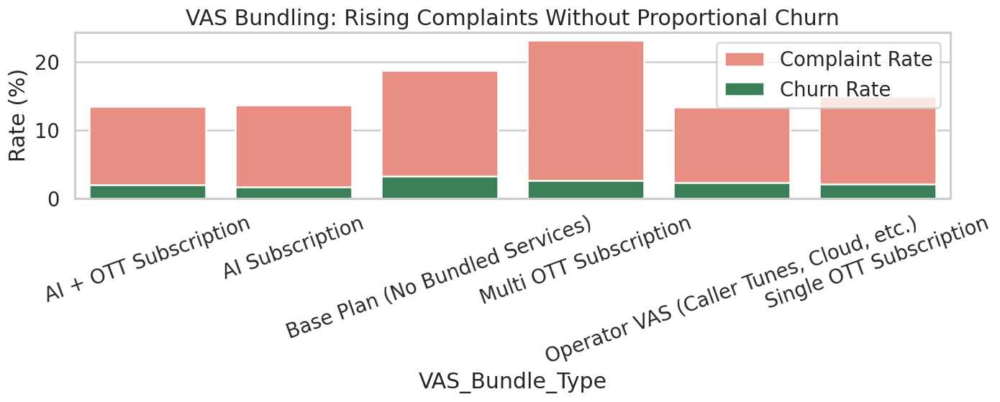 VAS Bundling: Rising Complaints Without Proportional Churn
Rate (%)
20
10
0
Complaint Rate
Churn Rate
AI + OTT Subscription
AI Subscription
Base Plan (No Bundled Services)
Multi OTT Subscription
Operator VAS (Caller Tunes, Cloud, etc.)
Single OTT Subscription
VAS_Bundle_Type